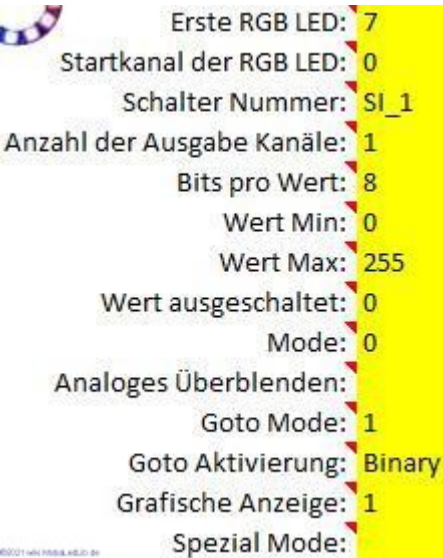 Erste RGB LED: 7
Startkanal der RGB LED: 0
Schalter Nummer: SI_1
Anzahl der Ausgabe Kanäle: 1
Bits pro Wert: 8
Wert Min: 0
Wert Max: 255
Wert ausgeschaltet: 0
Mode: 0
Analoges Überblenden:
Goto Mode: 1
Goto Aktivierung: Binary
Grafische Anzeige: 1
Spezial Mode: